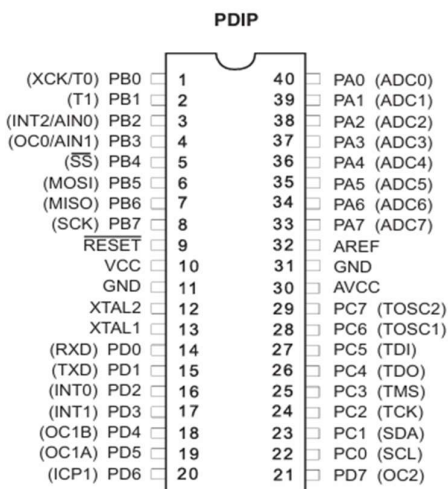 PDIP
(XCK/T0) PB0 1 40 PA0 (ADC0)
(T1) PB1 2 39 PA1 (ADC1)
(INT2/AIN0) PB2 3 38 PA2 (ADC2)
(OC0/AIN1) PB3 4 37 PA3 (ADC3)
(SS) PB4 5 36 PA4 (ADC4)
(MOSI) PB5 6 35 PA5 (ADC5)
(MISO) PB6 7 34 PA6 (ADC6)
(SCK) PB7 8 33 PA7 (ADC7)
RESET 9 32 AREF
VCC 10 31 GND
GND 11 30 AVCC
XTAL2 12 29 PC7 (TOSC2)
XTAL1 13 28 PC6 (TOSC1)
(RXD) PD0 14 27 PC5 (TDI)
(TXD) PD1 15 26 PC4 (TDO)
(INT0) PD2 16 25 PC3 (TMS)
(INT1) PD3 17 24 PC2 (TCK)
(OC1B) PD4 18 23 PC1 (SDA)
(OC1A) PD5 19 22 PC0 (SCL)
(ICP1) PD6 20 21 PD7 (OC2)